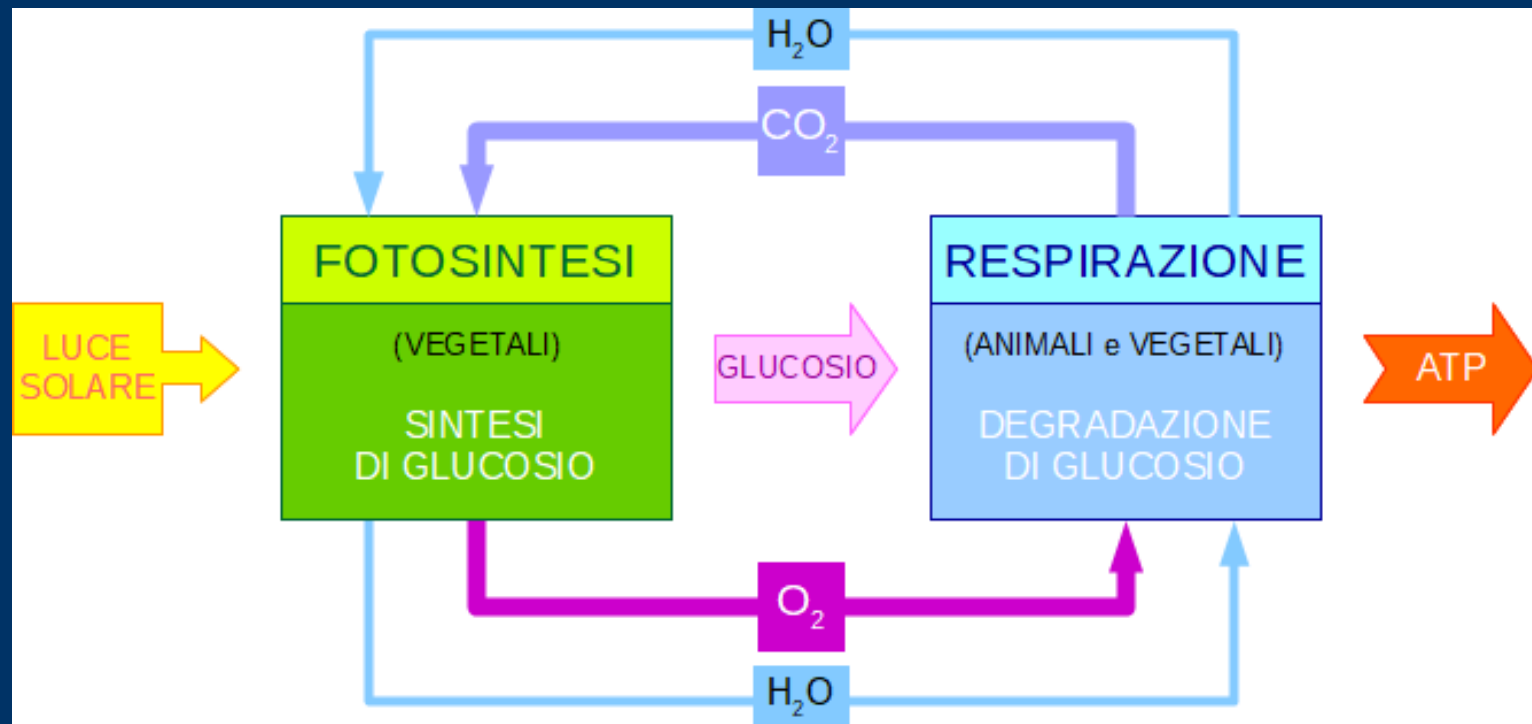 H₂O
CO₂
FOTOSINTESI
RESPIRAZIONE
LUCE
SOLARE
(VEGETALI)
SINTESI
DI GLUCOSIO
GLUCOSIO
(ANIMALI e VEGETALI)
DEGRADAZIONE
DI GLUCOSIO
ATP
O₂
H₂O